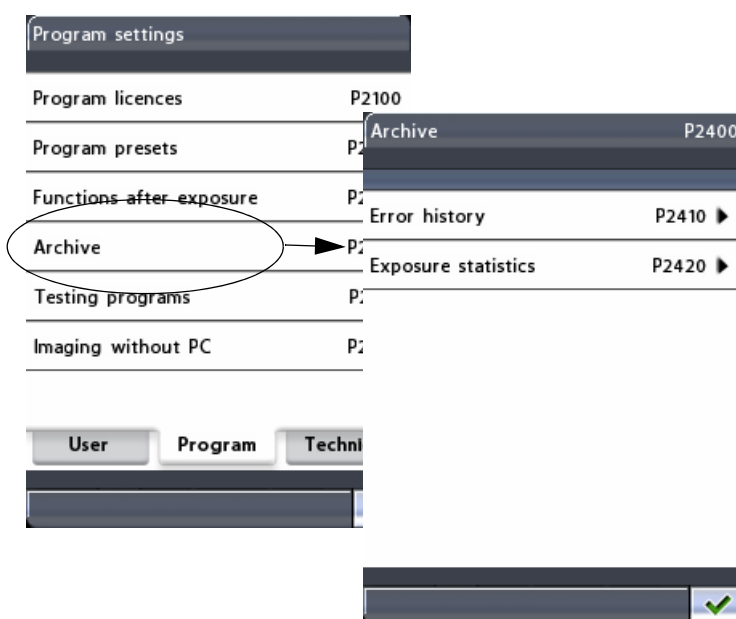 Program settings
Program licences P2100
Program presets
Functions after exposure
Archive
Testing programs
Imaging without PC
User Program
Archive P2400
Error history P2410
Exposure statistics P2420